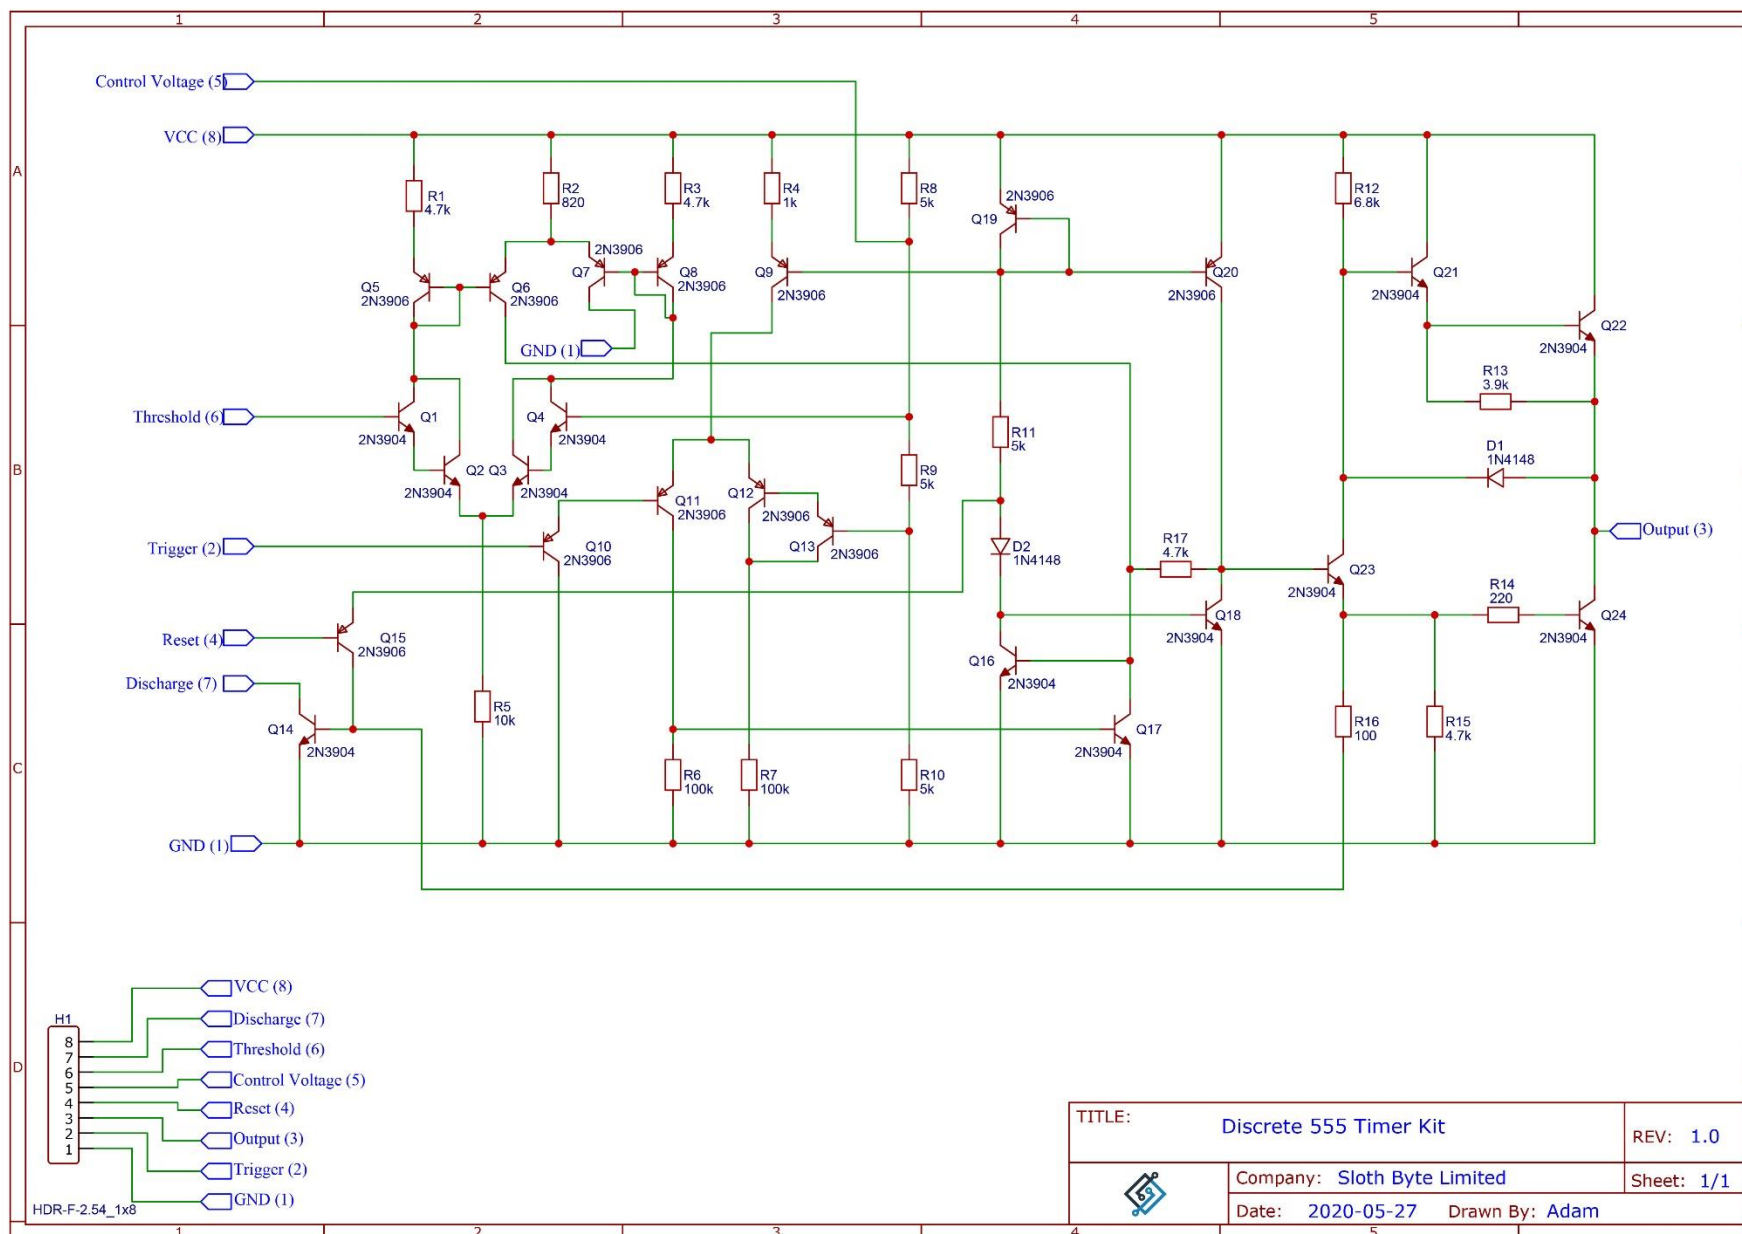 1 2 3 4 5
Control Voltage (5)
VCC (8)
A
R1
4.7k
R2
820
R3
4.7k
R4
1k
R8
5k
2N3906
Q19
R12
6.8k
Q5
2N3906
Q6
2N3906
2N3906
Q7
Q8
2N3906
Q9
2N3906
Q20
2N3906
Q21
2N3904
Q22
2N3904
GND (1)
R13
3.9k
Threshold (6)
Q1
2N3904
Q4
2N3904
R11
5k
B
Q2
2N3904
Q3
2N3904
R9
5k
D1
1N4148
Q11
2N3906
Q12
2N3906
Q13
2N3906
Output (3)
Trigger (2)
Q10
2N3906
D2
1N4148
R17
4.7k
Q23
2N3904
R14
220
Q24
2N3904
Q18
2N3904
Reset (4)
Q15
2N3906
Q16
2N3904
Discharge (7)
Q14
2N3904
R5
10k
Q17
2N3904
R16
100
R15
4.7k
C
R6
100k
R7
100k
R10
5k
GND (1)
D
H1
8
7
6
5
4
3
2
1
HDR-F-2.54_1x8
VCC (8)
Discharge (7)
Threshold (6)
Control Voltage (5)
Reset (4)
Output (3)
Trigger (2)
GND (1)
TITLE:
Discrete 555 Timer Kit
REV: 1.0
Company: Sloth Byte Limited
Sheet: 1/1
Date: 2020-05-27 Drawn By: Adam
1 2 3 4 5